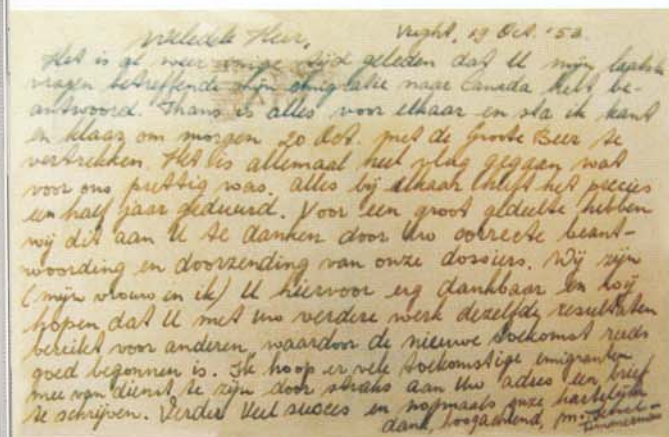 Weledele Heer, Vught, 19 Oct. '53.
Het is al weer enige tijd geleden dat U mijn laatste
vragen betreffende mijn emigratie naar Canada hebt be-
antwoord. Thans is alles voor elkaar en sta ik kant
en klaar om morgen 20 Oct. met de Groote Beer te
vertrekken. Het is allemaal heel vlug gegaan wat
voor ons prettig was. alles bij elkaar heeft het precies
een half jaar geduurd. Voor een groot gedeelte hebben
wij dit aan U te danken door uw correcte beant-
woording en doorzending van onze dossiers. Wij zijn
(mijn vrouw en ik) U hiervoor erg dankbaar en
hopen dat U met uw verdere werk dezelfde resultaten
bereikt voor anderen, waardoor de nieuwe toekomst reeds
goed begonnen is. Ik hoop er vele toekomstige emigranten
mee van dienst te zijn door straks aan Uw adres een brief
te schrijven. Verder veel succes en nogmaals onze hartelijke
dank, hoogachtend,